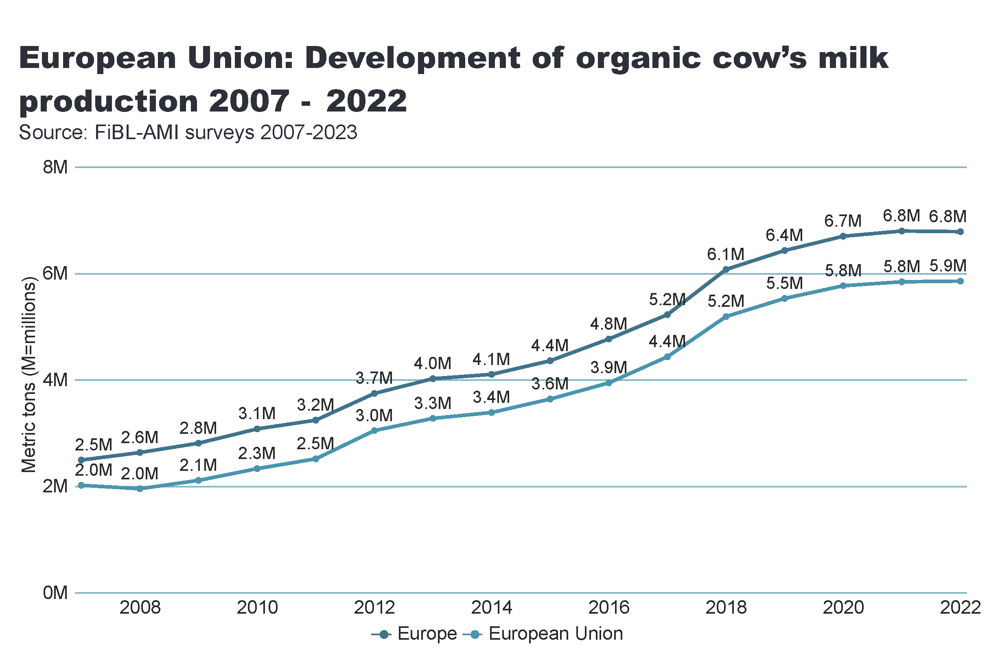 European Union: Development of organic cow’s milk
production 2007 - 2022
Source: FiBL-AMI surveys 2007-2023
Metric tons (M=millions)
8M
6M
4M
2M
0M
2.5M 2.6M 2.8M 3.1M 3.2M 3.7M 4.0M 4.1M 4.4M 4.8M 5.2M 6.1M 6.4M 6.7M 6.8M 6.8M
2.0M 2.0M 2.1M 2.3M 2.5M 3.0M 3.3M 3.4M 3.6M 3.9M 4.4M 5.2M 5.5M 5.8M 5.8M 5.9M
2008 2010 2012 2014 2016 2018 2020 2022
Europe European Union